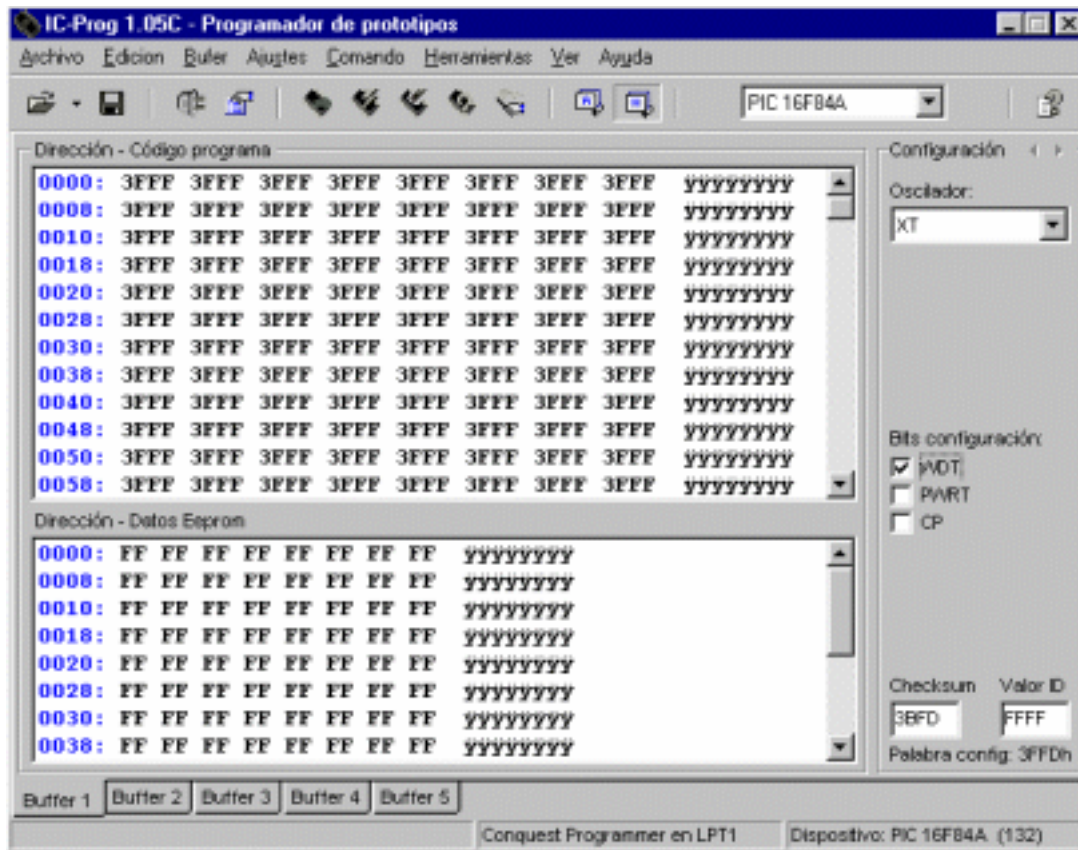 IC-Prog 1.05C - Programador de prototipos
Archivo Edicion Bufer Ajustes Comando Herramientas Ver Ayuda
PIC 16F84A
Dirección - Código programa
0000: 3FFF 3FFF 3FFF 3FFF 3FFF 3FFF 3FFF 3FFF ÿÿÿÿÿÿÿÿ
0008: 3FFF 3FFF 3FFF 3FFF 3FFF 3FFF 3FFF 3FFF ÿÿÿÿÿÿÿÿ
0010: 3FFF 3FFF 3FFF 3FFF 3FFF 3FFF 3FFF 3FFF ÿÿÿÿÿÿÿÿ
0018: 3FFF 3FFF 3FFF 3FFF 3FFF 3FFF 3FFF 3FFF ÿÿÿÿÿÿÿÿ
0020: 3FFF 3FFF 3FFF 3FFF 3FFF 3FFF 3FFF 3FFF ÿÿÿÿÿÿÿÿ
0028: 3FFF 3FFF 3FFF 3FFF 3FFF 3FFF 3FFF 3FFF ÿÿÿÿÿÿÿÿ
0030: 3FFF 3FFF 3FFF 3FFF 3FFF 3FFF 3FFF 3FFF ÿÿÿÿÿÿÿÿ
0038: 3FFF 3FFF 3FFF 3FFF 3FFF 3FFF 3FFF 3FFF ÿÿÿÿÿÿÿÿ
0040: 3FFF 3FFF 3FFF 3FFF 3FFF 3FFF 3FFF 3FFF ÿÿÿÿÿÿÿÿ
0048: 3FFF 3FFF 3FFF 3FFF 3FFF 3FFF 3FFF 3FFF ÿÿÿÿÿÿÿÿ
0050: 3FFF 3FFF 3FFF 3FFF 3FFF 3FFF 3FFF 3FFF ÿÿÿÿÿÿÿÿ
0058: 3FFF 3FFF 3FFF 3FFF 3FFF 3FFF 3FFF 3FFF ÿÿÿÿÿÿÿÿ
Dirección - Datos Eeprom
0000: FF FF FF FF FF FF FF FF ÿÿÿÿÿÿÿÿ
0008: FF FF FF FF FF FF FF FF ÿÿÿÿÿÿÿÿ
0010: FF FF FF FF FF FF FF FF ÿÿÿÿÿÿÿÿ
0018: FF FF FF FF FF FF FF FF ÿÿÿÿÿÿÿÿ
0020: FF FF FF FF FF FF FF FF ÿÿÿÿÿÿÿÿ
0028: FF FF FF FF FF FF FF FF ÿÿÿÿÿÿÿÿ
0030: FF FF FF FF FF FF FF FF ÿÿÿÿÿÿÿÿ
0038: FF FF FF FF FF FF FF FF ÿÿÿÿÿÿÿÿ
Configuración
Oscilador:
XT
Bits configuración:
WDT
PWRT
CP
Checksum Valor ID
3BFD FFFF
Palabra config: 3FFDh
Buffer 1 Buffer 2 Buffer 3 Buffer 4 Buffer 5
Conquest Programmer en LPT1 Dispositivo: PIC 16F84A (132)